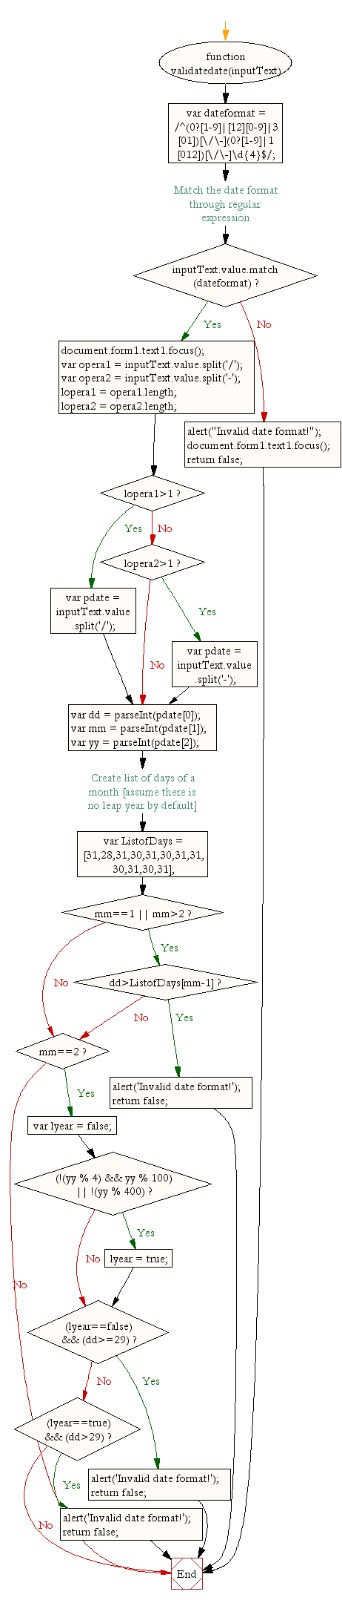 function
validatedate(inputText)
var dateformat =
/^(0?[1-9]| [12][0-9]| 3
[01])[\/\-](0?[1-9]| 1
[012])[\/\-]\d{4}$/;
Match the date format
through regular
expression
inputText.value.match
(dateformat) ?
Yes
No
document.form1.text1.focus();
var opera1 = inputText.value.split('/');
var opera2 = inputText.value.split('-');
lopera1 = opera1.length;
lopera2 = opera2.length;
alert("Invalid date format!");
document.form1.text1.focus();
return false;
lopera1>1 ?
Yes
No
lopera2>1 ?
var pdate =
inputText.value
.split('/');
Yes
No
var pdate =
inputText.value
.split('-');
var dd = parseInt(pdate[0]);
var mm = parseInt(pdate[1]);
var yy = parseInt(pdate[2]);
Create list of days of a
month [assume there is
no leap year by default]
var ListofDays =
[31,28,31,30,31,30,31,31,
30,31,30,31];
mm==1 || mm>2 ?
Yes
No
dd>ListofDays[mm-1] ?
No
Yes
mm==2 ?
Yes
No
alert('Invalid date format!');
return false;
var lyear = false;
(!(yy % 4) && yy % 100)
|| !(yy % 400) ?
Yes
No
lyear = true;
(lyear==false)
&& (dd>=29) ?
No
Yes
(lyear==true)
&& (dd>29) ?
Yes
No
alert('Invalid date format!');
return false;
alert('Invalid date format!');
return false;
End